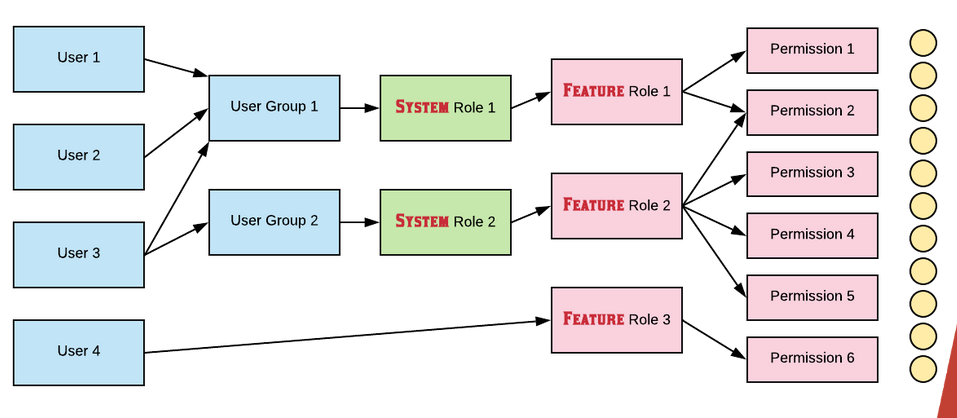 User 1
User 2
User 3
User 4
User Group 1
User Group 2
SYSTEM Role 1
SYSTEM Role 2
FEATURE Role 1
FEATURE Role 2
FEATURE Role 3
Permission 1
Permission 2
Permission 3
Permission 4
Permission 5
Permission 6